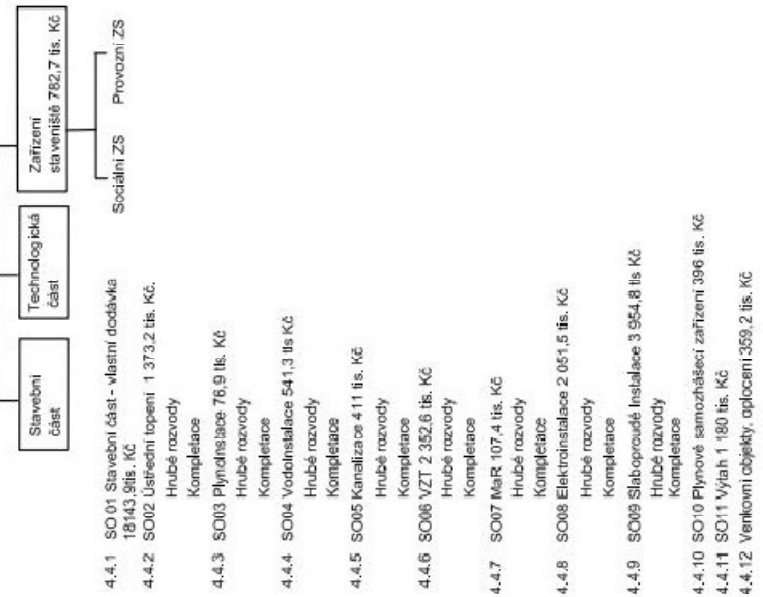 Stavební
část
Technologická
část
Zařízení
staveniště 782,7 tis. Kč
Sociální ZS
Provozní ZS
4.4.1 SO 01 Stavební část - vlastní dodávka
18143,9tis. Kč
4.4.2 SO02 Ústřední topení 1 373,2 tis. Kč.
Hrubé rozvody
Kompletace
4.4.3 SO03 Plynoinstalace 76,9 tis. Kč
Hrubé rozvody
Kompletace
4.4.4 SO04 Vodoinstalace 541,3 tis Kč
Hrubé rozvody
Kompletace
4.4.5 SO05 Kanalizace 411 tis. Kč
Hrubé rozvody
Kompletace
4.4.6 SO06 VZT 2 352,6 tis. Kč
Hrubé rozvody
Kompletace
4.4.7 SO07 MaR 107,4 tis. Kč
Hrubé rozvody
Kompletace
4.4.8 SO08 Elektroinstalace 2 051,5 tis. Kč
Hrubé rozvody
Kompletace
4.4.9 SO09 Slaboproudé Instalace 3 954,8 tis Kč
Hrubé rozvody
Kompletace
4.4.10 SO10 Plynové samozhášecí zařízení 396 tis. Kč
4.4.11 SO11 Výtah 1 180 tis. Kč
4.4.12 Venkovní objekty, oplocení 359,2 tis. Kč